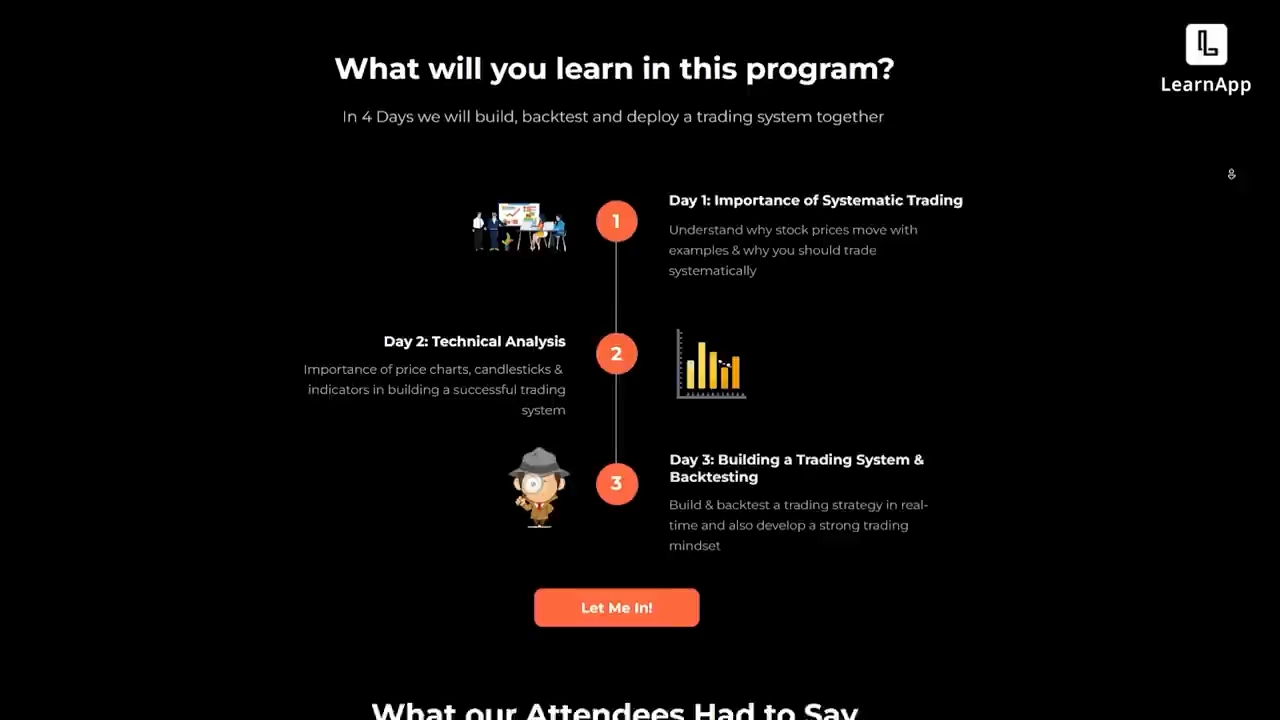 What will you learn in this program?
LearnApp
In 4 Days we will build, backtest and deploy a trading system together
1
Day 1: Importance of Systematic Trading
Understand why stock prices move with
examples & why you should trade
systematically
Day 2: Technical Analysis
Importance of price charts, candlesticks &
indicators in building a successful trading
system
2
3
Day 3: Building a Trading System &
Backtesting
Build & backtest a trading strategy in real-
time and also develop a strong trading
mindset
Let Me In!
What our Attendees Had to Say